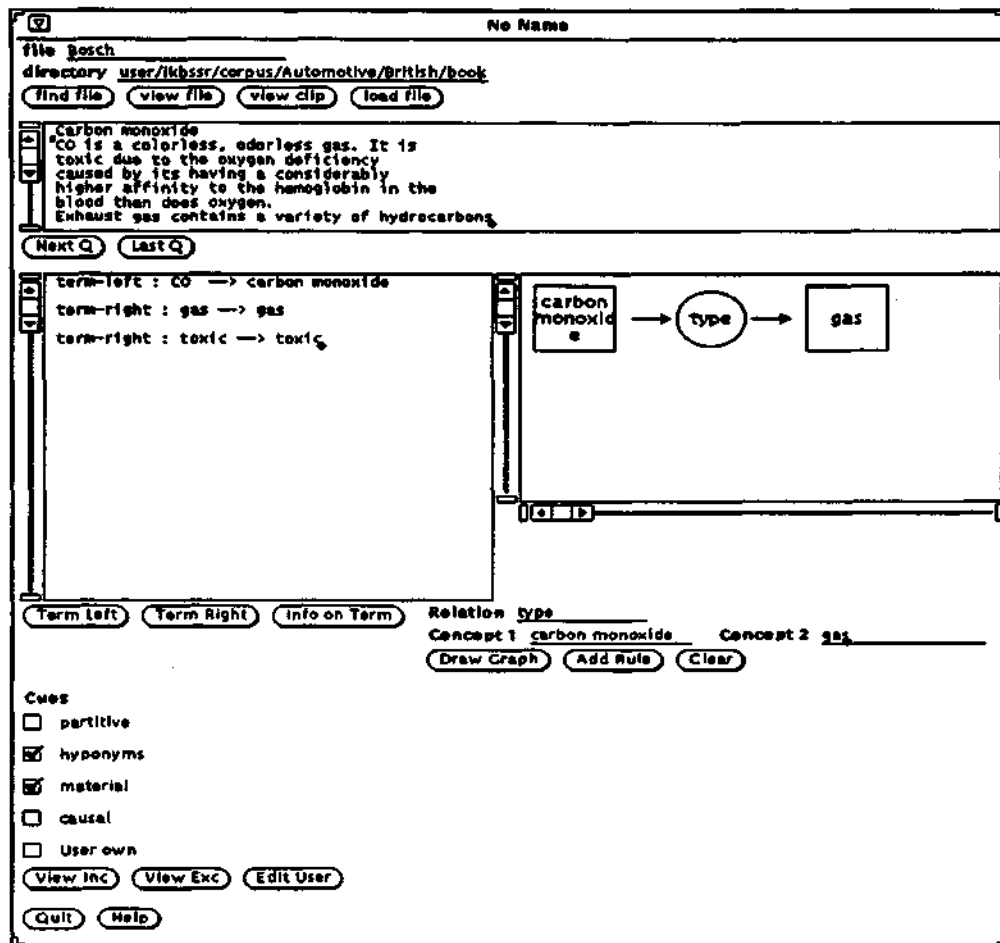 No Name
file Bosch
directory user/ikbssr/corpus/Automotive/British/book
find file view file view clip load file
Carbon monoxide
CO is a colorless, odorless gas. It is
toxic due to the oxygen deficiency
caused by its having a considerably
higher affinity to the hemoglobin in the
blood than does oxygen.
Exhaust gas contains a variety of hydrocarbons
Next Q Last Q
term-left : CO —> carbon monoxide
term-right : gas —> gas
term-right : toxic —> toxic
carbon
monoxid
e
type
gas
Term Left Term Right Info on Term
Relation type
Concept 1 carbon monoxide Concept 2 gas
Draw Graph Add Rule Clear
Cues
partitive
hyponyms
material
causal
User own
View Inc View Exc Edit User
Quit Help